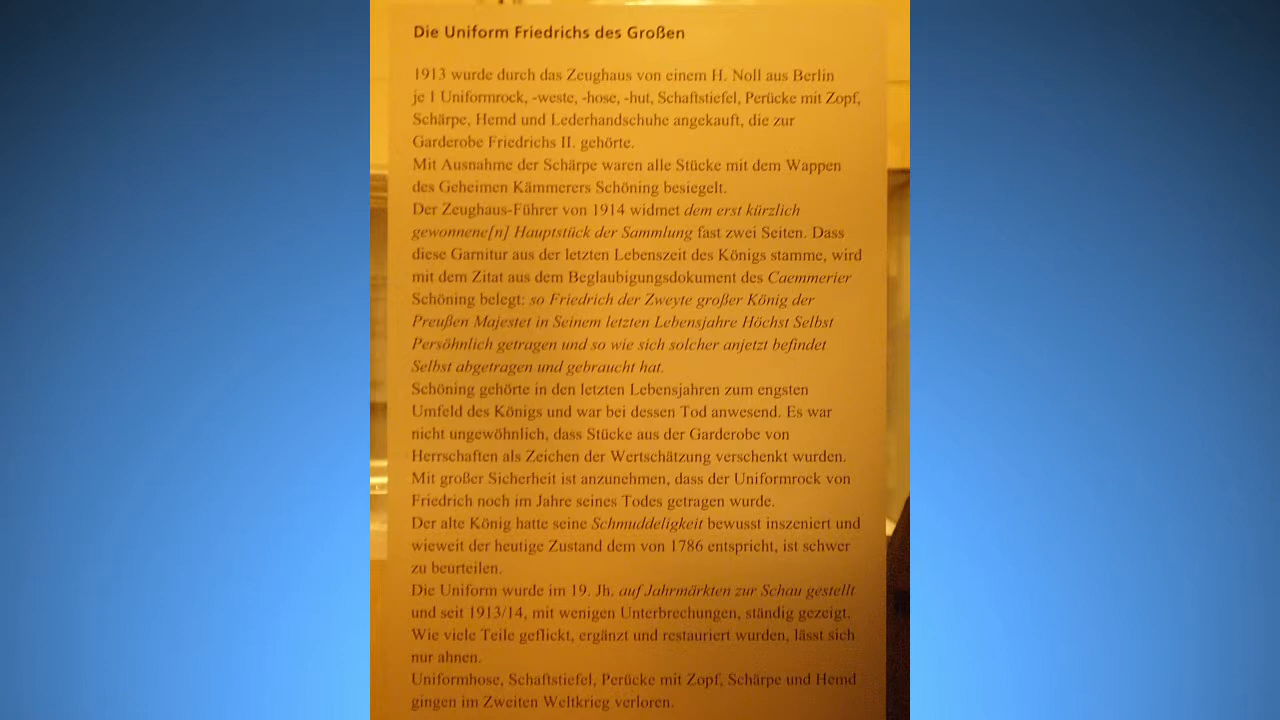 Die Uniform Friedrichs des Großen
1913 wurde durch das Zeughaus von einem H. Noll aus Berlin
je 1 Uniformrock, -weste, -hose, -hut, Schaftstiefel, Perücke mit Zopf,
Schärpe, Hemd und Lederhandschuhe angekauft, die zur
Garderobe Friedrichs II. gehörte.
Mit Ausnahme der Schärpe waren alle Stücke mit dem Wappen
des Geheimen Kämmerers Schöning besiegelt.
Der Zeughaus-Führer von 1914 widmet dem erst kürzlich
gewonnene[n] Hauptstück der Sammlung fast zwei Seiten. Dass
diese Garnitur aus der letzten Lebenszeit des Königs stamme, wird
mit dem Zitat aus dem Beglaubigungsdokument des Caemmerier
Schöning belegt: so Friedrich der Zweyte großer König der
Preußen Majestet in Seinem letzten Lebensjahre Höchst Selbst
Persöhnlich getragen und so wie sich solcher anjetzt befindet
Selbst abgetragen und gebraucht hat.
Schöning gehörte in den letzten Lebensjahren zum engsten
Umfeld des Königs und war bei dessen Tod anwesend. Es war
nicht ungewöhnlich, dass Stücke aus der Garderobe von
Herrschaften als Zeichen der Wertschätzung verschenkt wurden.
Mit großer Sicherheit ist anzunehmen, dass der Uniformrock von
Friedrich noch im Jahre seines Todes getragen wurde.
Der alte König hatte seine Schmuddeligkeit bewusst inszeniert und
wieweit der heutige Zustand dem von 1786 entspricht, ist schwer
zu beurteilen.
Die Uniform wurde im 19. Jh. auf Jahrmärkten zur Schau gestellt
und seit 1913/14, mit wenigen Unterbrechungen, ständig gezeigt.
Wie viele Teile geflickt, ergänzt und restauriert wurden, lässt sich
nur ahnen.
Uniformhose, Schaftstiefel, Perücke mit Zopf, Schärpe und Hemd
gingen im Zweiten Weltkrieg verloren.